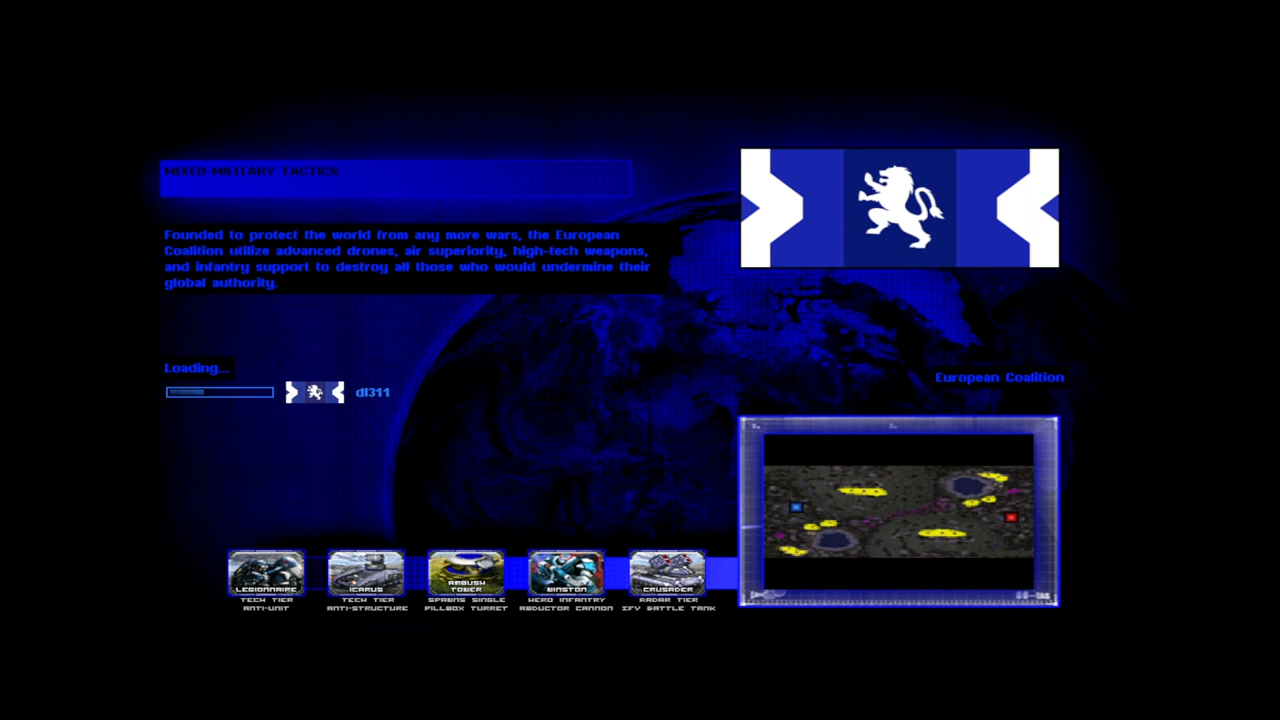 MIXED MILITARY TACTICS
Founded to protect the world from any more wars, the European
Coalition utilize advanced drones, air superiority, high-tech weapons,
and infantry support to destroy all those who would undermine their
global authority.
Loading...
dl311
European Coalition
LEGIONNAIRE
ICARUS
AMBUSH
TOWER
WINSTON
CRUSADER
TECH TIER
ANTI-UNIT
TECH TIER
ANTI-STRUCTURE
SPAWNS SINGLE
PILLBOX TURRET
HERO INFANTRY
ABDUCTOR CANNON
RADAR TIER
IFV BATTLE TANK